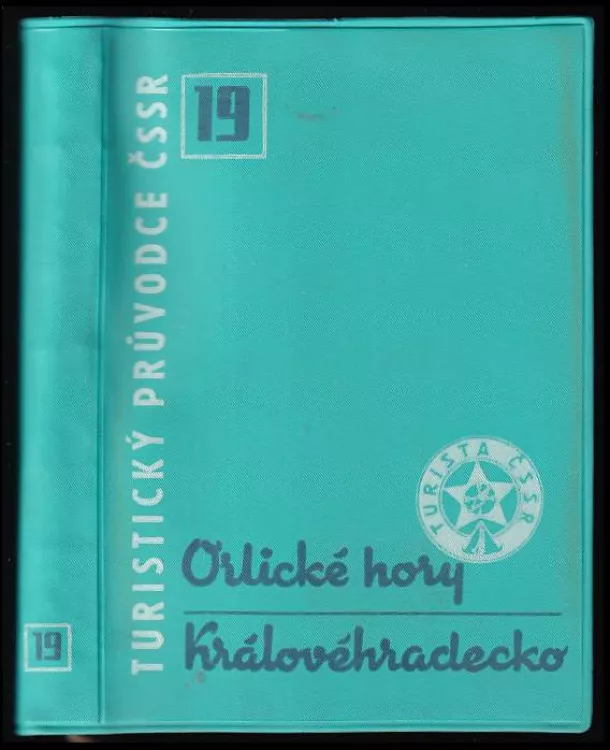 19
TURISTICKÝ PRŮVODCE ČSSR
TURISTA ČSSR
Orlické hory
Královéhradecko
19